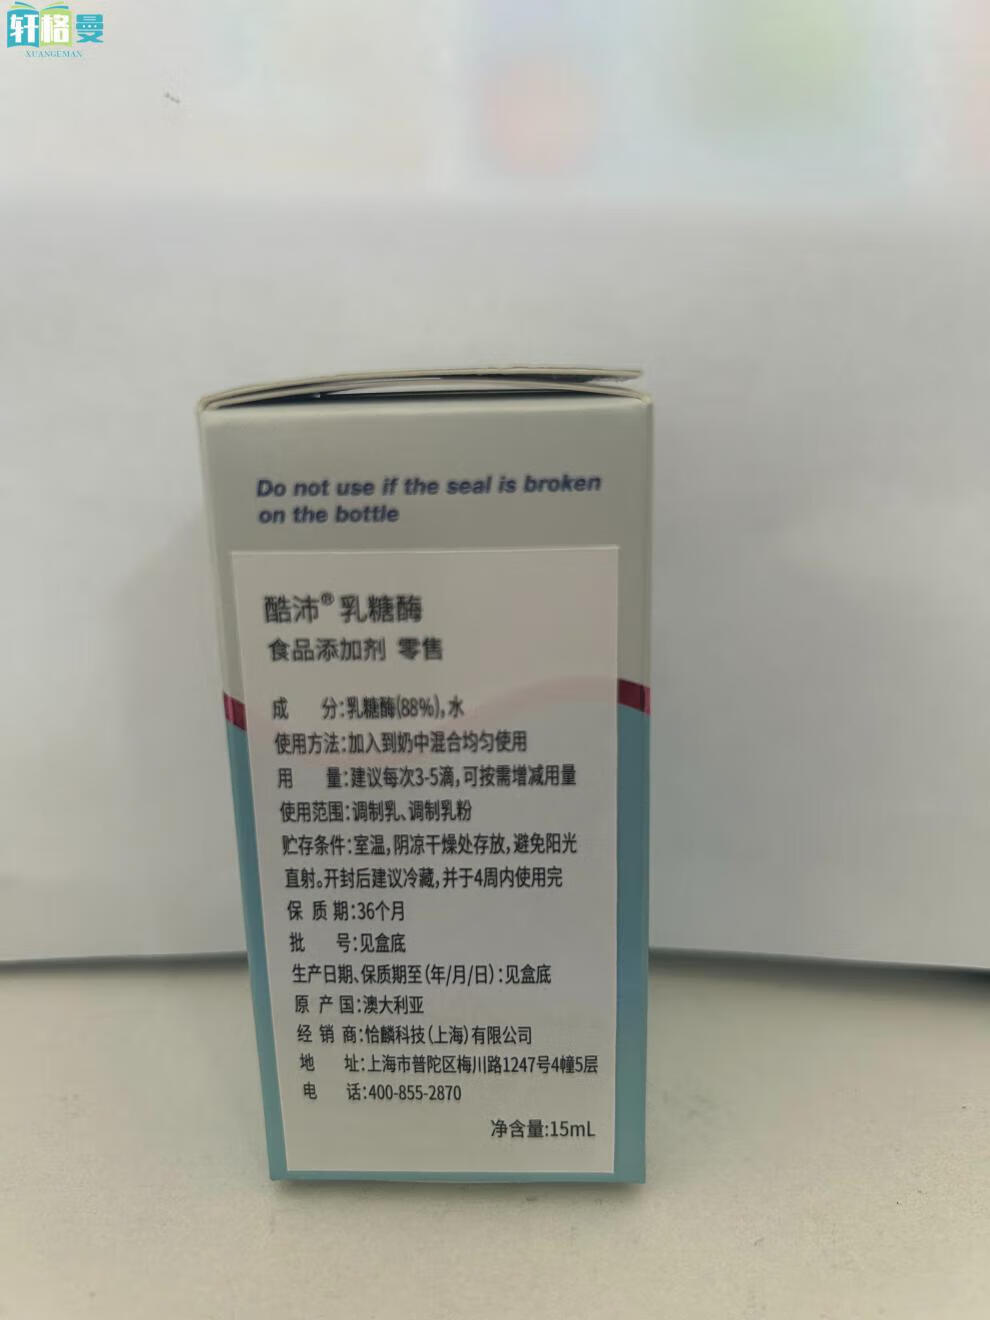 轩格曼
XUANGEMAN
Do not use if the seal is broken
on the bottle
酷沛® 乳糖酶
食品添加剂 零售
成 分:乳糖酶(88%),水
使用方法:加入到奶中混合均匀使用
用 量:建议每次3-5滴,可按需增减用量
使用范围:调制乳、调制乳粉
贮存条件:室温,阴凉干燥处存放,避免阳光
直射。开封后建议冷藏,并于4周内使用完
保 质 期:36个月
批 号:见盒底
生产日期、保质期至(年/月/日):见盒底
原 产 国:澳大利亚
经 销 商:恰麟科技(上海)有限公司
地 址:上海市普陀区梅川路1247号4幢5层
电 话:400-855-2870
净含量:15mL